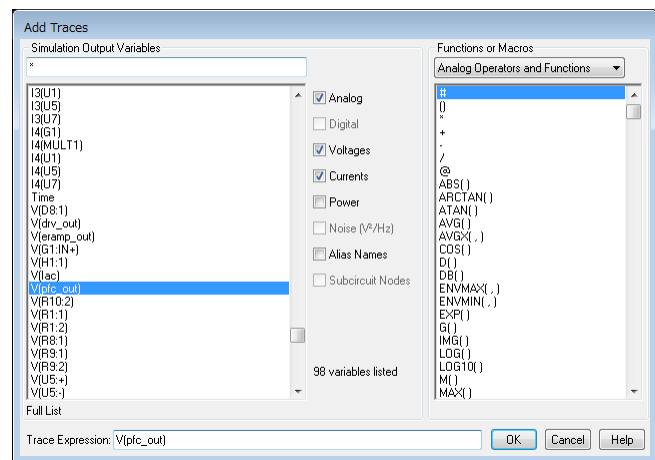 Add Traces
Simulation Output Variables
*
I3(U1)
I3(U5)
I3(U7)
I4(G1)
I4(MULT1)
I4(U1)
I4(U5)
I4(U7)
Time
V(D8:1)
V(drv_out)
V(eramp_out)
V(G1:IN+)
V(H1:1)
V(Iac)
V(pfc_out)
V(R10:2)
V(R1:1)
V(R1:2)
V(R8:1)
V(R9:1)
V(R9:2)
V(U5:+)
V(U5:-)
Full List
Analog
Digital
Voltages
Currents
Power
Noise (V²/Hz)
Alias Names
Subcircuit Nodes
98 variables listed
Functions or Macros
Analog Operators and Functions
#
()
*
+
-
/
@
ABS( )
ARCTAN( )
ATAN( )
AVG( )
AVGX( , )
COS( )
D( )
DB( )
ENVMAX( , )
ENVMIN( , )
EXP( )
G( )
IMG( )
LOG( )
LOG10( )
M( )
MAX( )
Trace Expression: V(pfc_out)
OK
Cancel
Help